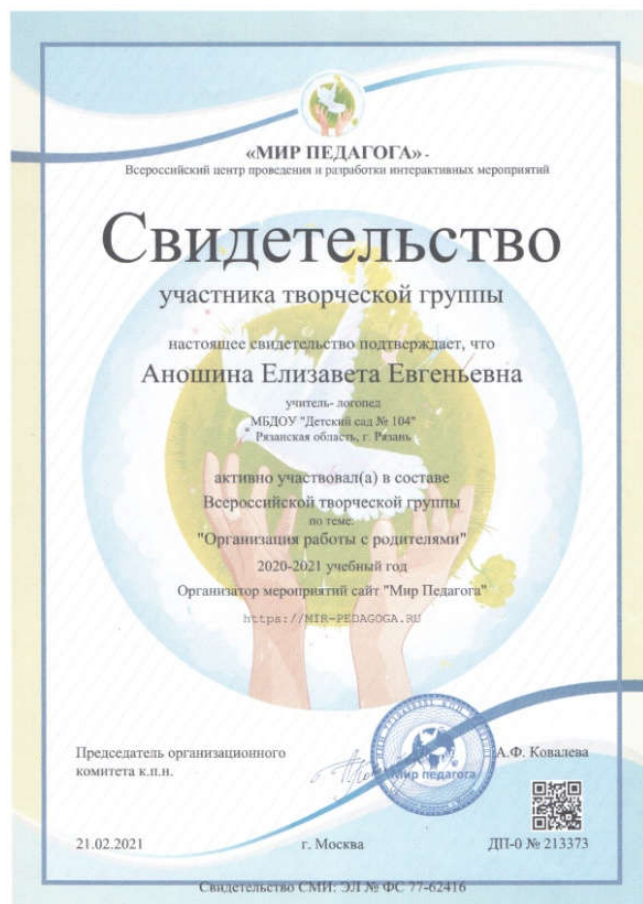 «МИР ПЕДАГОГА» -
Всероссийский центр проведения и разработки интерактивных мероприятий
Свидетельство
участника творческой группы
настоящее свидетельство подтверждает, что
Аношина Елизавета Евгеньевна
учитель- логопед
МБДОУ "Детский сад № 104"
Рязанская область, г. Рязань
активно участвовал(а) в составе
Всероссийской творческой группы
по теме:
"Организация работы с родителями"
2020-2021 учебный год
Организатор мероприятий сайт "Мир Педагога"
https://MIR-PEDAGOGA.RU
Председатель организационного
комитета к.п.н.
А.Ф. Ковалева
Мир педагога
21.02.2021
г. Москва
ДП-0 № 213373
Свидетельство СМИ: ЭЛ № ФС 77-62416